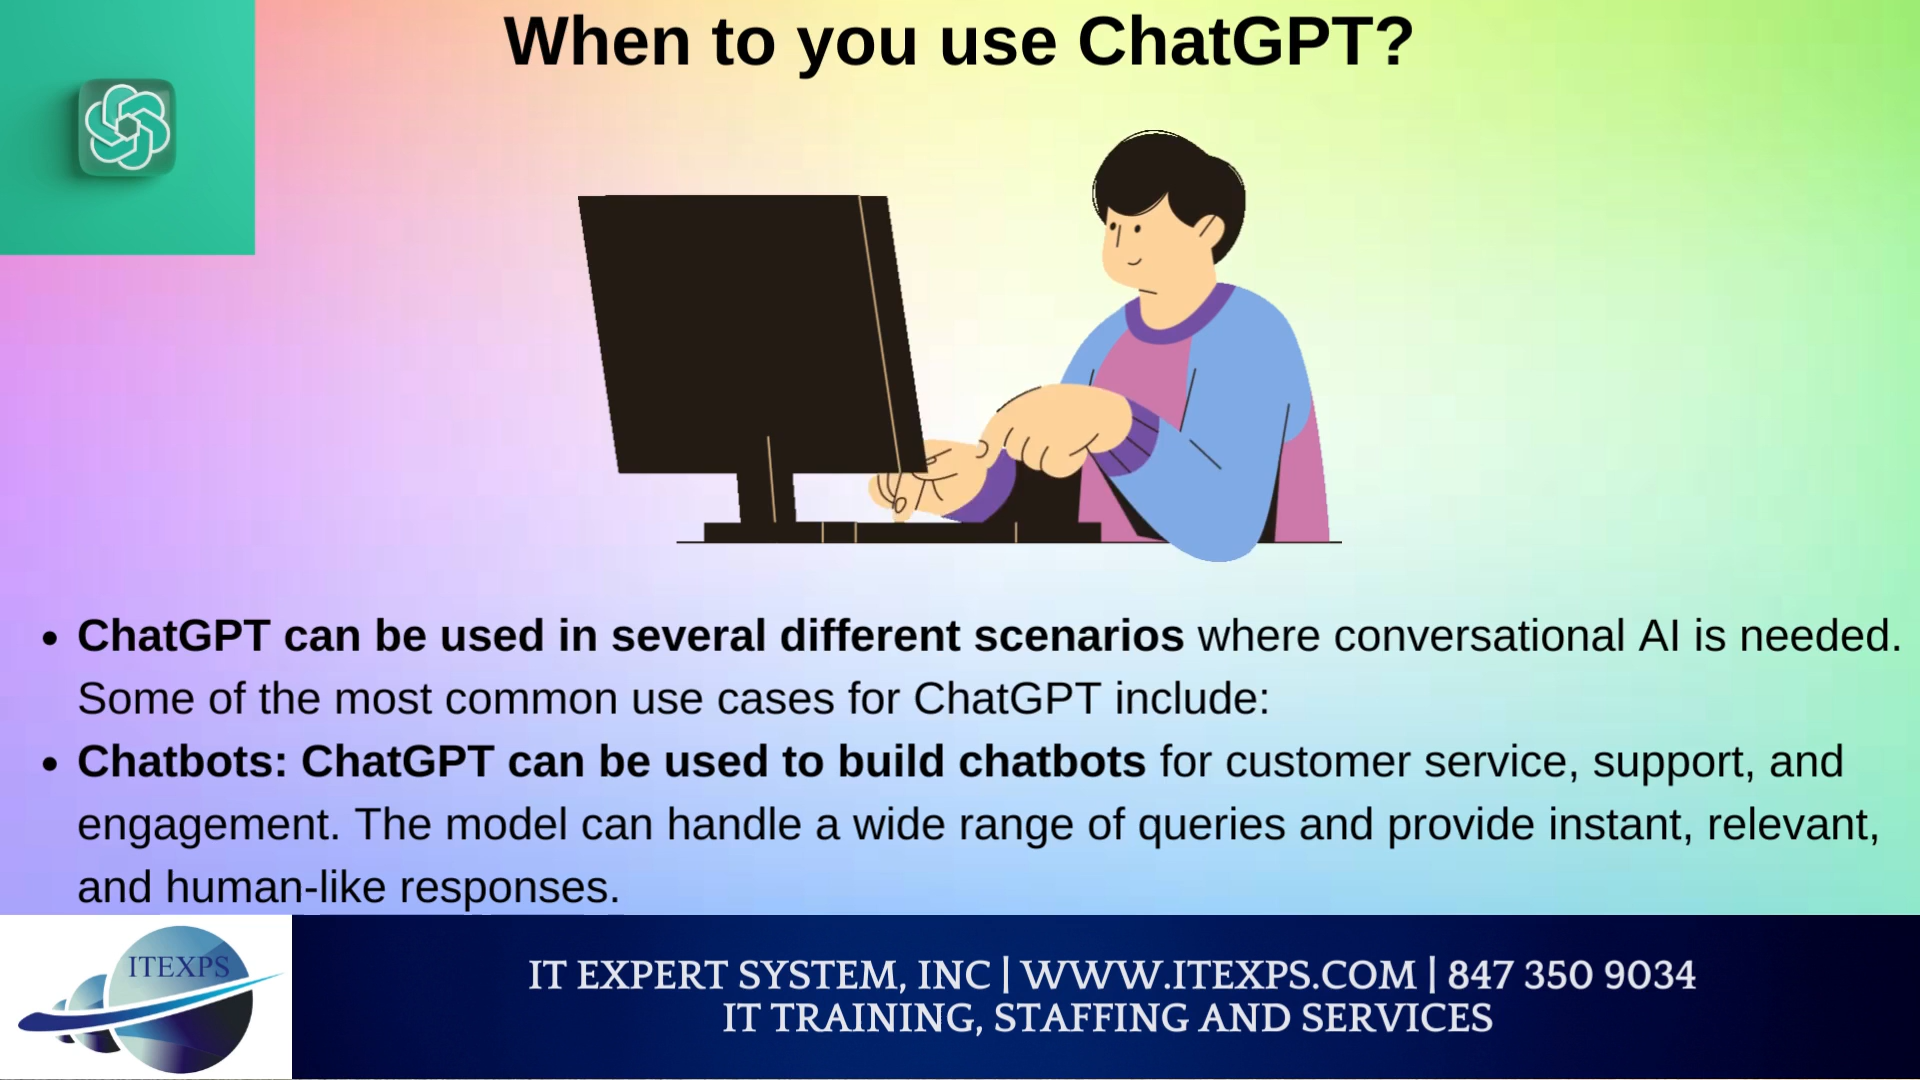 When to you use ChatGPT?
• ChatGPT can be used in several different scenarios where conversational AI is needed.
Some of the most common use cases for ChatGPT include:
• Chatbots: ChatGPT can be used to build chatbots for customer service, support, and
engagement. The model can handle a wide range of queries and provide instant, relevant,
and human-like responses.
ITEXPS
IT EXPERT SYSTEM, INC | WWW.ITEXPS.COM | 847 350 9034
IT TRAINING, STAFFING AND SERVICES